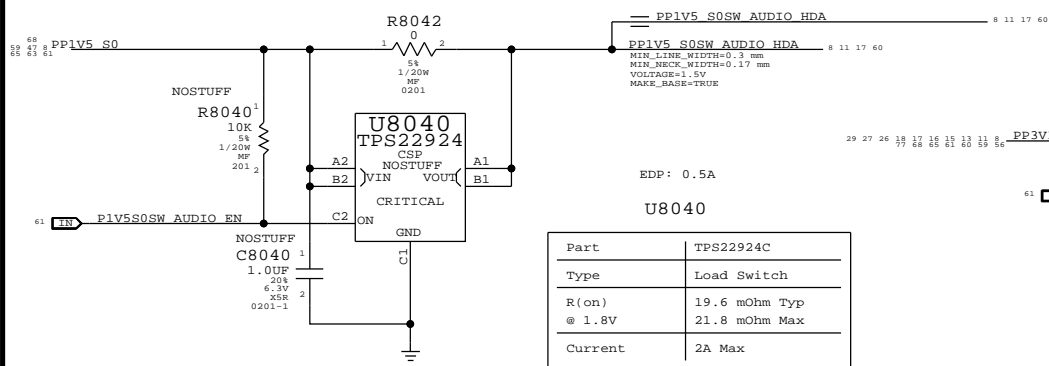 R8042
0
1
2
5%
1/20W
MF
0201
68
59 47 8
65 63 61
PP1V5_S0
PP1V5_S0SW_AUDIO_HDA
8 11 17 60
PP1V5_S0SW_AUDIO_HDA
8 11 17 60
MIN_LINE_WIDTH=0.3 mm
MIN_NECK_WIDTH=0.17 mm
VOLTAGE=1.5V
MAKE_BASE=TRUE
NOSTUFF
R8040
1
10K
5%
1/20W
MF
201
2
U8040
TPS22924
CSP
NOSTUFF
A2
B2
VIN
VOUT
A1
B1
CRITICAL
C2
ON
GND
C1
61
IN
P1V5S0SW_AUDIO_EN
NOSTUFF
C8040
1
1.0UF
20%
6.3V
X5R
0201-1
2
29 27 26 18 17 16 15 13 11 8
77 68 65 61 60 59 56
PP3V
61
EDP: 0.5A
U8040
Part TPS22924C
Type Load Switch
R(on) 19.6 mOhm Typ
@ 1.8V 21.8 mOhm Max
Current 2A Max